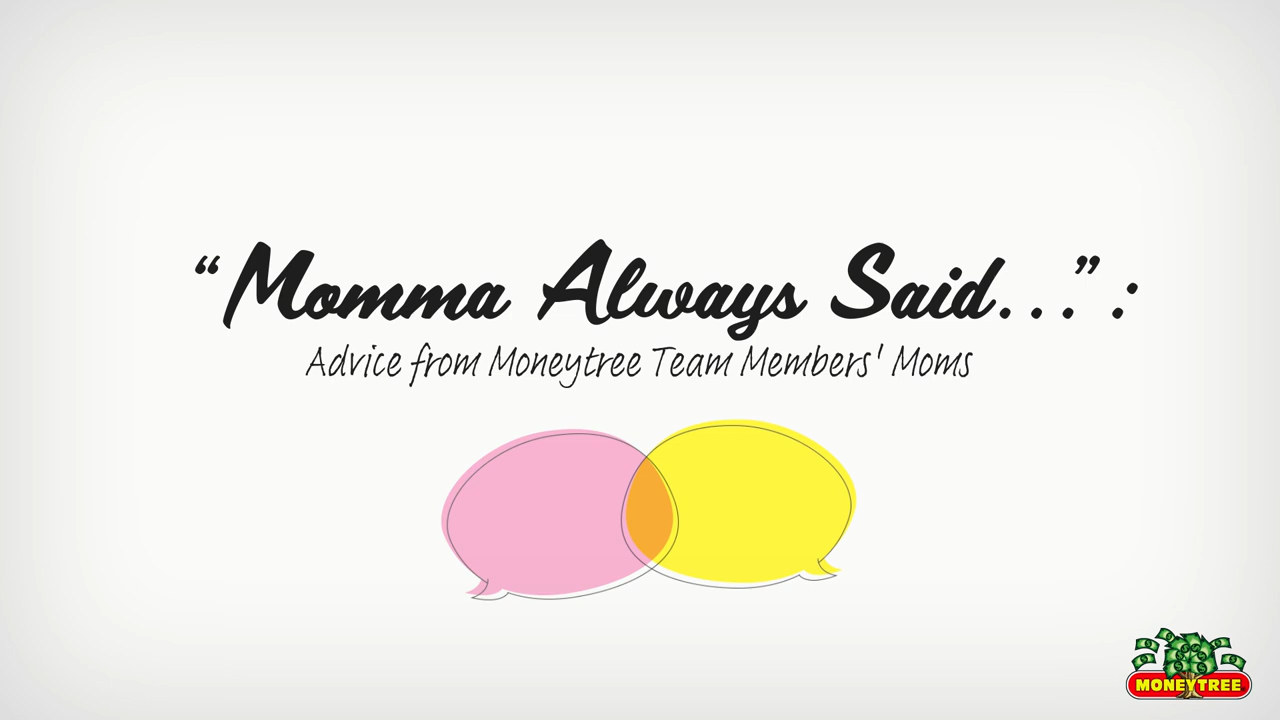 “Momma Always Said...” :
Advice from Moneytree Team Members' Moms
MONEYTREE